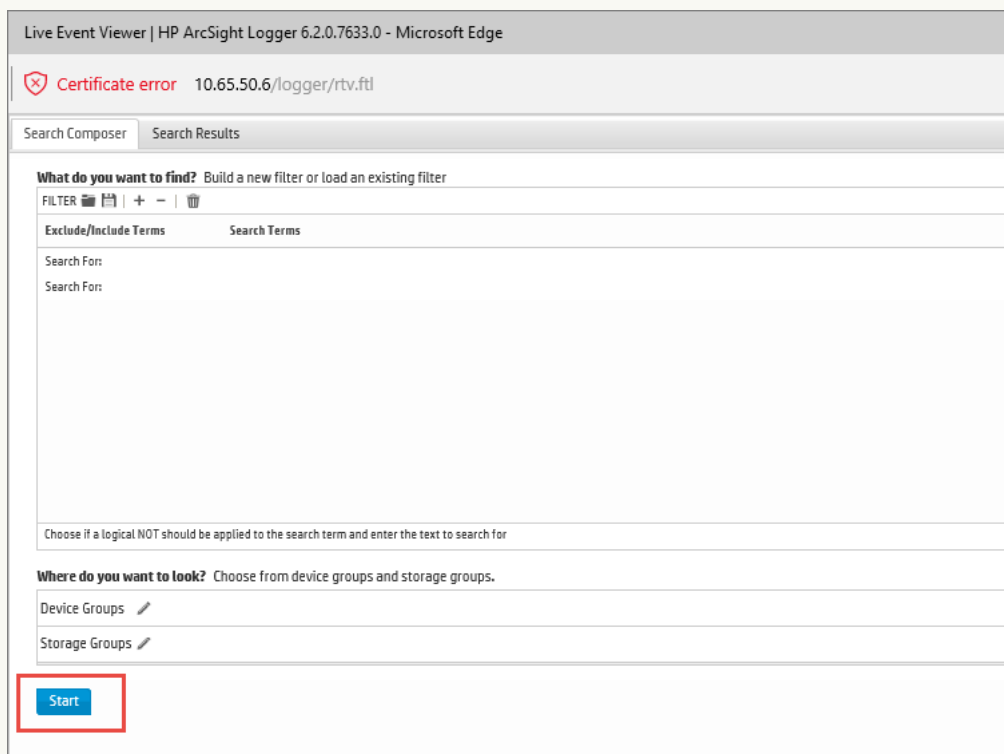 Live Event Viewer | HP ArcSight Logger 6.2.0.7633.0 - Microsoft Edge
Certificate error 10.65.50.6/logger/rtv.ftl
Search Composer Search Results
What do you want to find? Build a new filter or load an existing filter
FILTER
Exclude/Include Terms Search Terms
Search For:
Search For:
Choose if a logical NOT should be applied to the search term and enter the text to search for
Where do you want to look? Choose from device groups and storage groups.
Device Groups
Storage Groups
Start